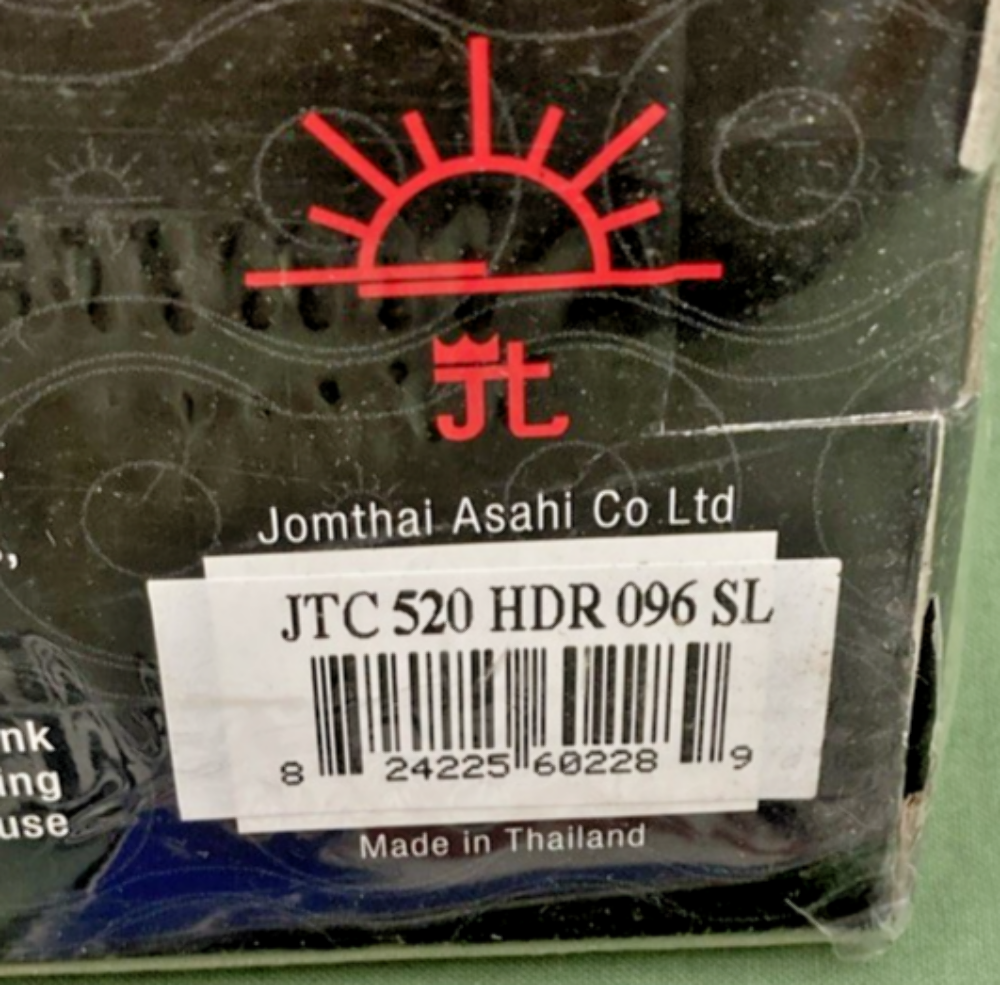 Jt
Jomthai Asahi Co Ltd
JTC 520 HDR 096 SL
8 24225 60228 9
nk
ing
use
Made in Thailand